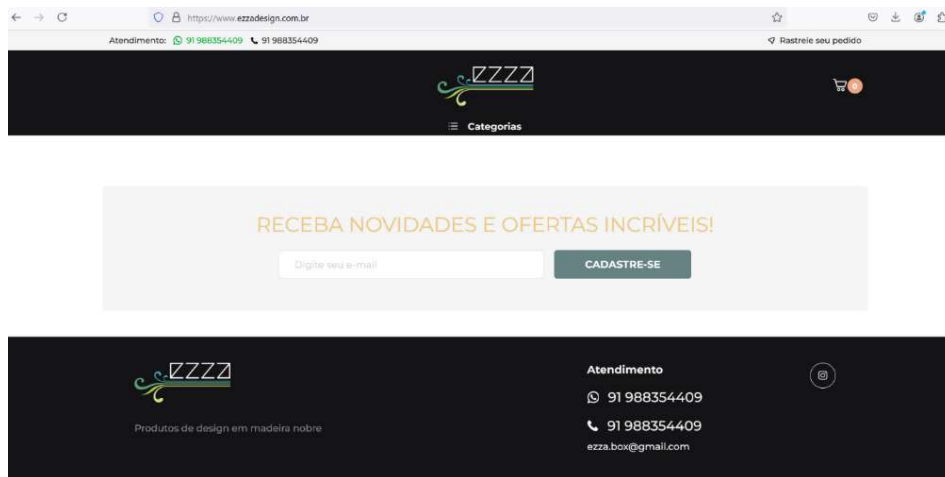 https://www.ezzadesign.com.br
Atendimento: 91 988354409 91 988354409
Rastreie seu pedido
EZZA
0
Categorias
RECEBA NOVIDADES E OFERTAS INCRÍVEIS!
Digite seu e-mail
CADASTRE-SE
EZZA
Produtos de design em madeira nobre
Atendimento
91 988354409
91 988354409
ezza.box@gmail.com